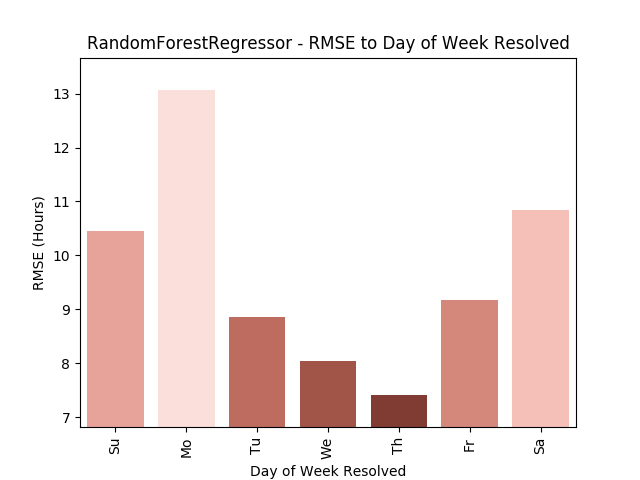 RandomForestRegressor - RMSE to Day of Week Resolved
13
12
11
10
9
8
7
RMSE (Hours)
Su
Mo
Tu
We
Th
Fr
Sa
Day of Week Resolved